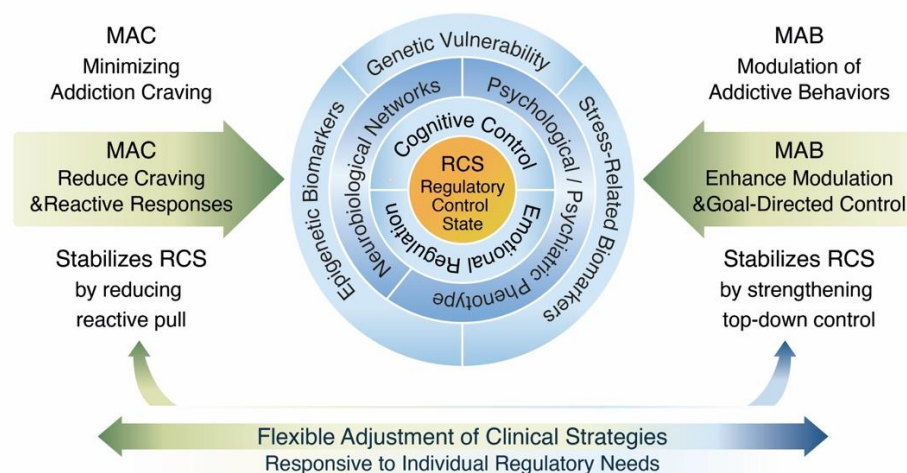 MAC
Minimizing
Addiction Craving
MAC
Reduce Craving
&Reactive Responses
Stabilizes RCS
by reducing
reactive pull
Genetic Vulnerability
Epigenetic Biomarkers
Stress-Related Biomarkers
Neurobiological Networks
Psychological / Psychiatric Phenotype
Cognitive Control
Emotional Regulation
RCS
Regulatory
Control
State
MAB
Modulation of
Addictive Behaviors
MAB
Enhance Modulation
&Goal-Directed Control
Stabilizes RCS
by strengthening
top-down control
Flexible Adjustment of Clinical Strategies
Responsive to Individual Regulatory Needs